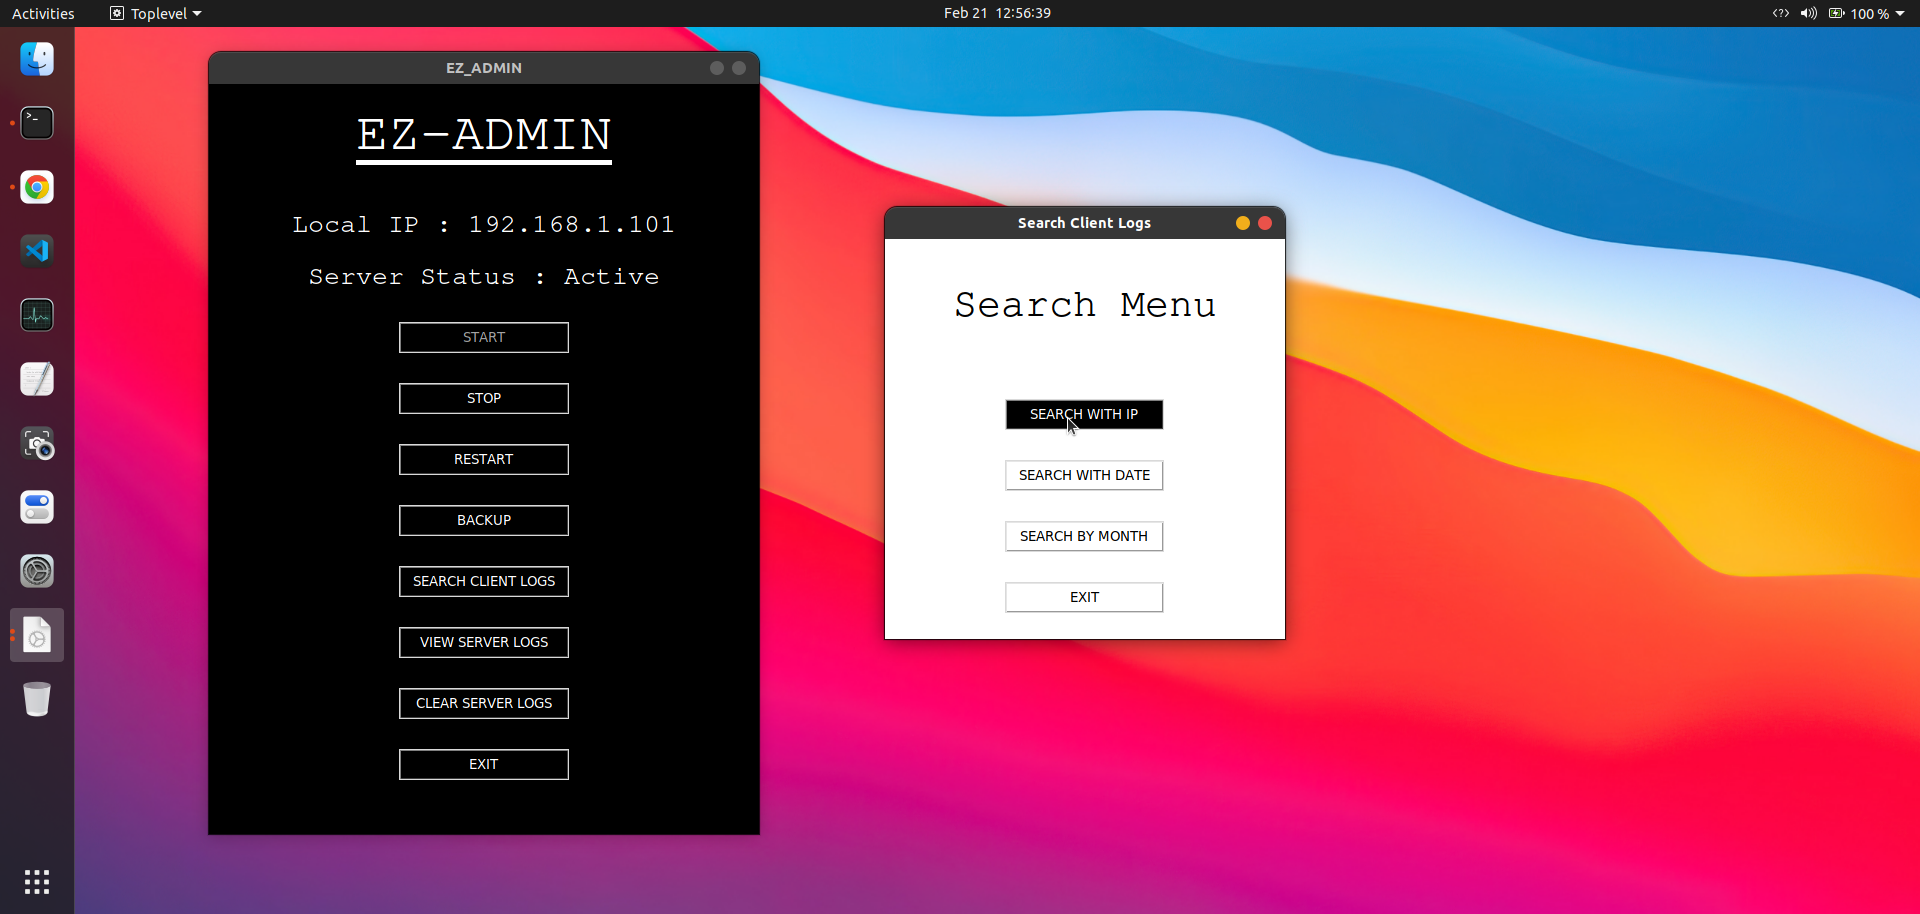 Activities
Toplevel
Feb 21 12:56:39
100 %
EZ_ADMIN
EZ-ADMIN
Local IP : 192.168.1.101
Server Status : Active
START
STOP
RESTART
BACKUP
SEARCH CLIENT LOGS
VIEW SERVER LOGS
CLEAR SERVER LOGS
EXIT
Search Client Logs
Search Menu
SEARCH WITH IP
SEARCH WITH DATE
SEARCH BY MONTH
EXIT